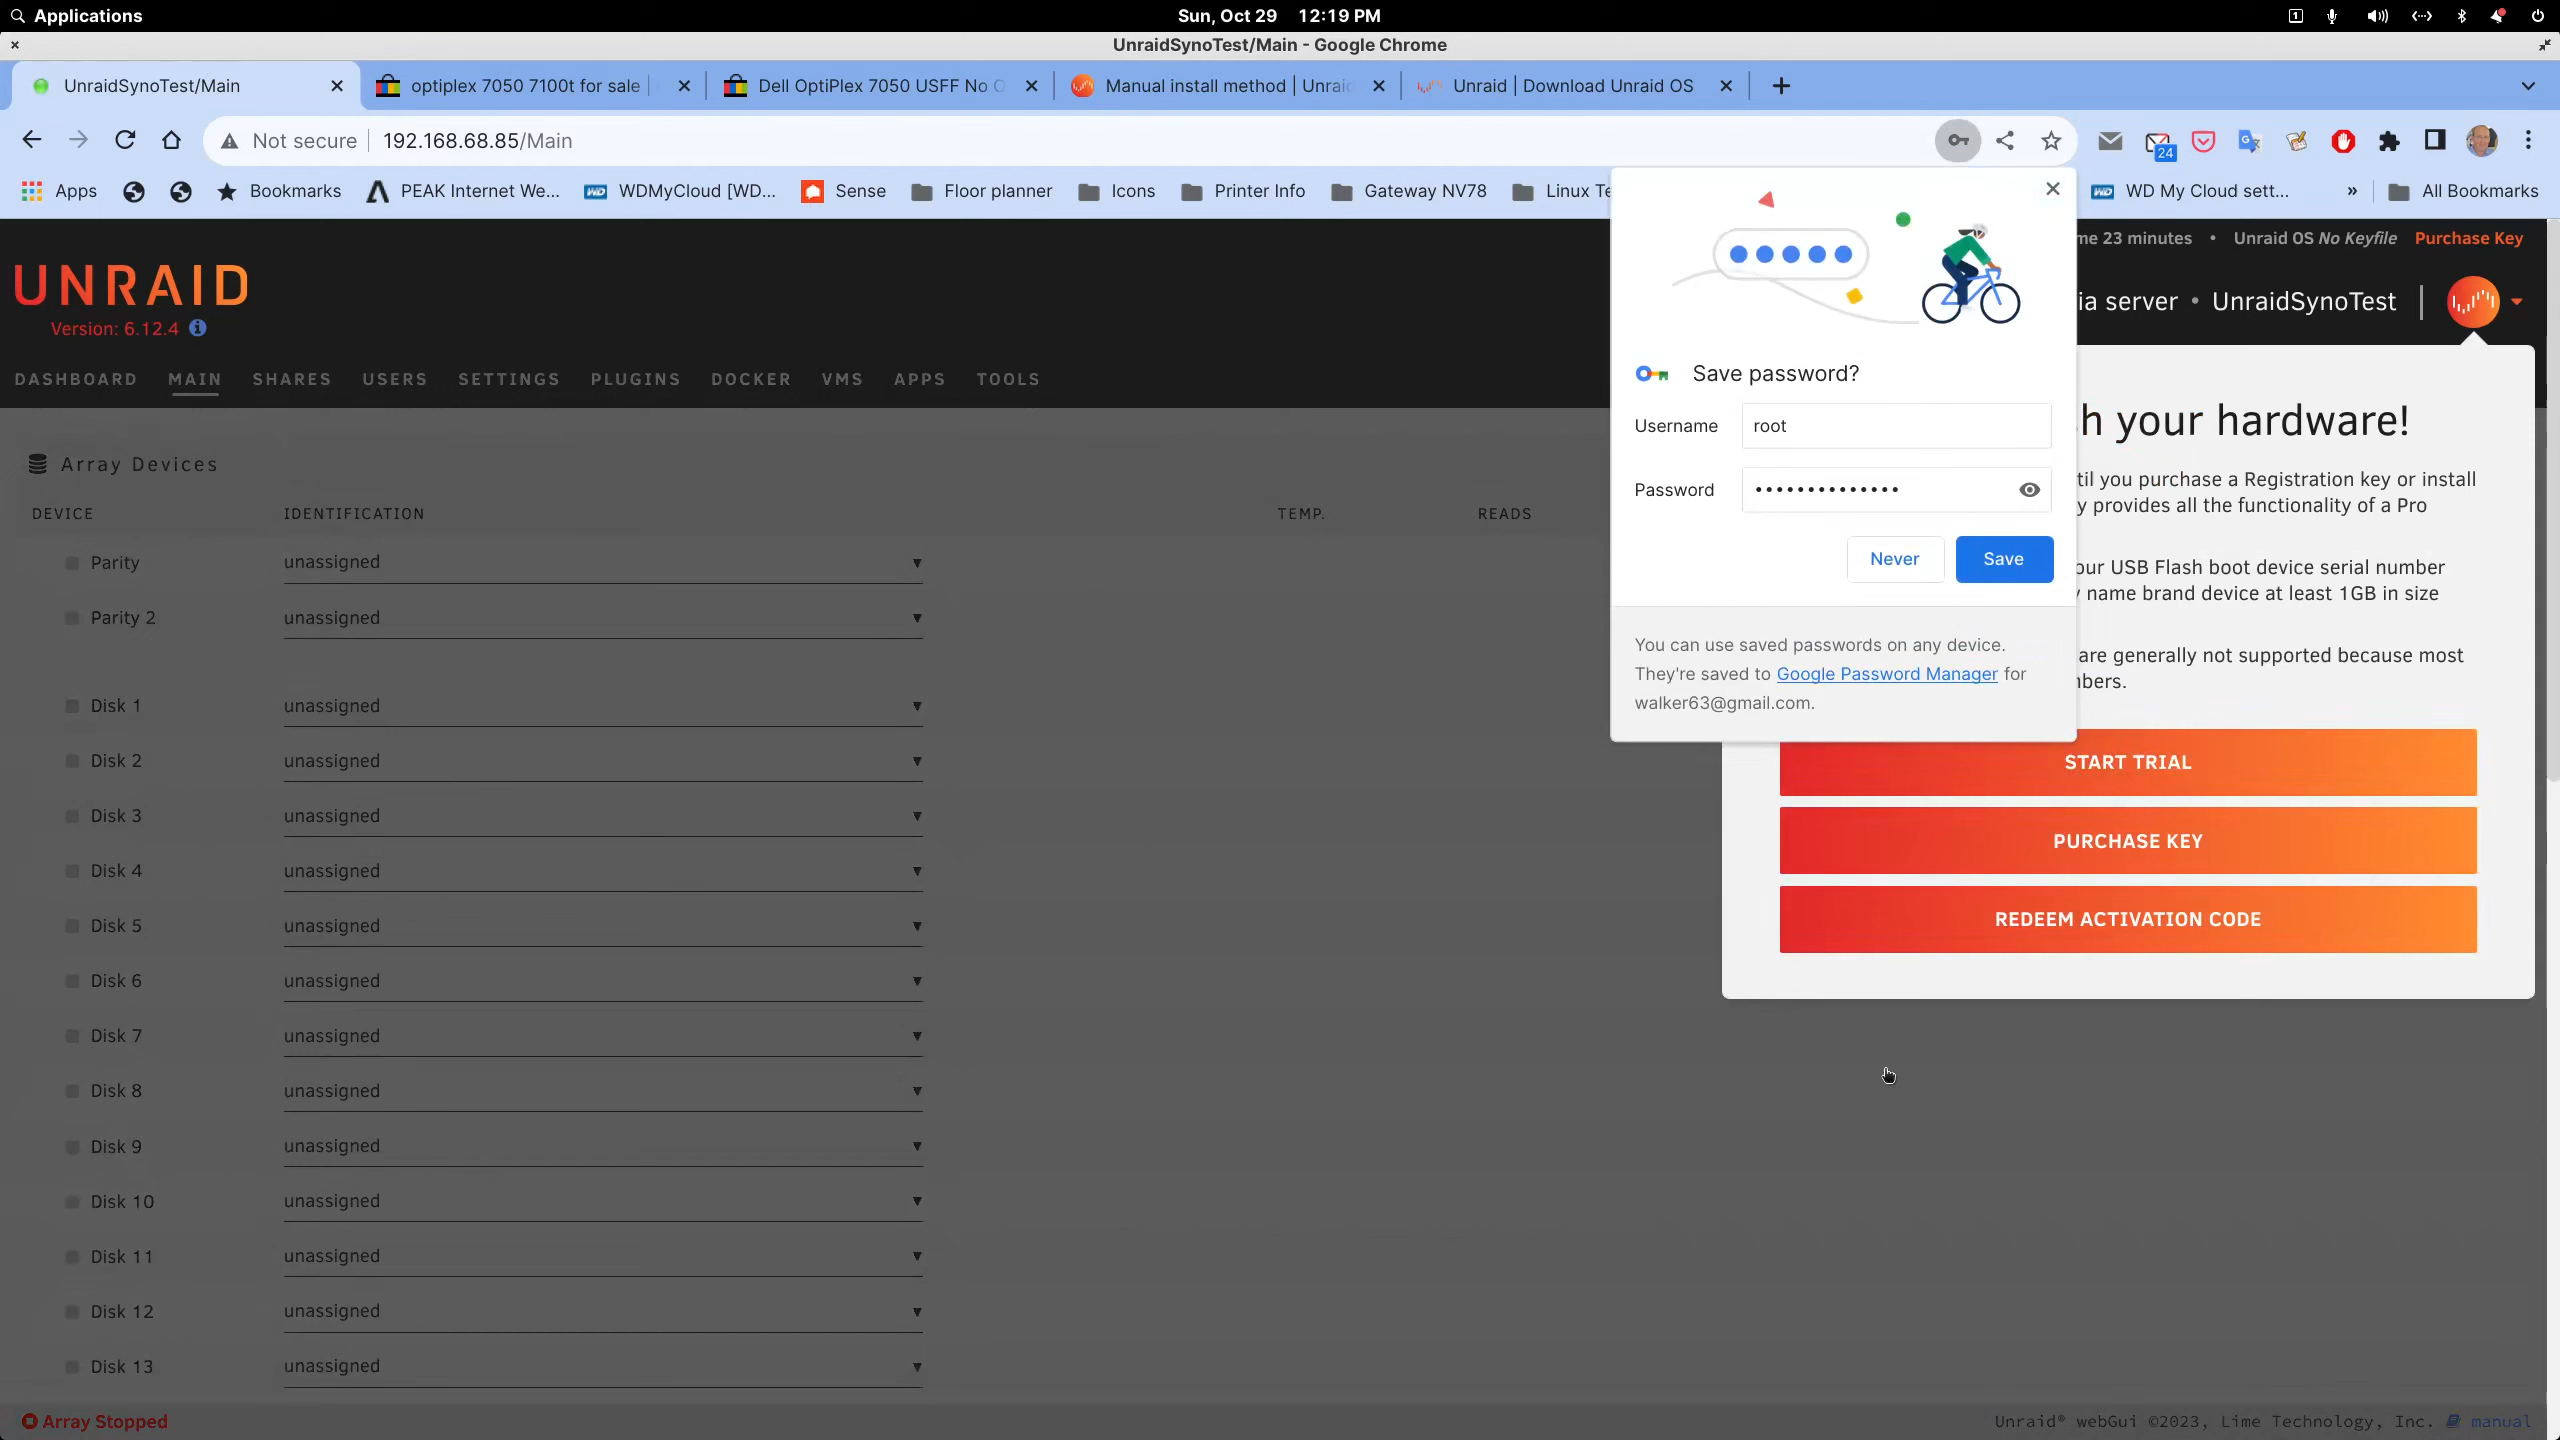 Applications
Sun, Oct 29 12:19 PM
UnraidSynoTest/Main - Google Chrome
UnraidSynoTest/Main
optiplex 7050 7100t for sale |
Dell OptiPlex 7050 USFF No O
Manual install method | Unraid
Unraid | Download Unraid OS
Not secure
192.168.68.85/Main
24
Apps
Bookmarks
PEAK Internet We...
WDMyCloud [WD...
Sense
Floor planner
Icons
Printer Info
Gateway NV78
Linux Te
WD My Cloud sett...
»
All Bookmarks
UNRAID
Version: 6.12.4
me 23 minutes • Unraid OS No Keyfile Purchase Key
ia server • UnraidSynoTest
DASHBOARD MAIN SHARES USERS SETTINGS PLUGINS DOCKER VMS APPS TOOLS
Save password?
Username root
Password ••••••••••••••
Never
Save
You can use saved passwords on any device.
They're saved to Google Password Manager for
walker63@gmail.com.
h your hardware!
til you purchase a Registration key or install
y provides all the functionality of a Pro
our USB Flash boot device serial number
y name brand device at least 1GB in size
are generally not supported because most
nbers.
START TRIAL
PURCHASE KEY
REDEEM ACTIVATION CODE
Array Devices
DEVICE IDENTIFICATION TEMP. READS
Parity unassigned
Parity 2 unassigned
Disk 1 unassigned
Disk 2 unassigned
Disk 3 unassigned
Disk 4 unassigned
Disk 5 unassigned
Disk 6 unassigned
Disk 7 unassigned
Disk 8 unassigned
Disk 9 unassigned
Disk 10 unassigned
Disk 11 unassigned
Disk 12 unassigned
Disk 13 unassigned
Array Stopped
Unraid® webGui ©2023, Lime Technology, Inc. manual